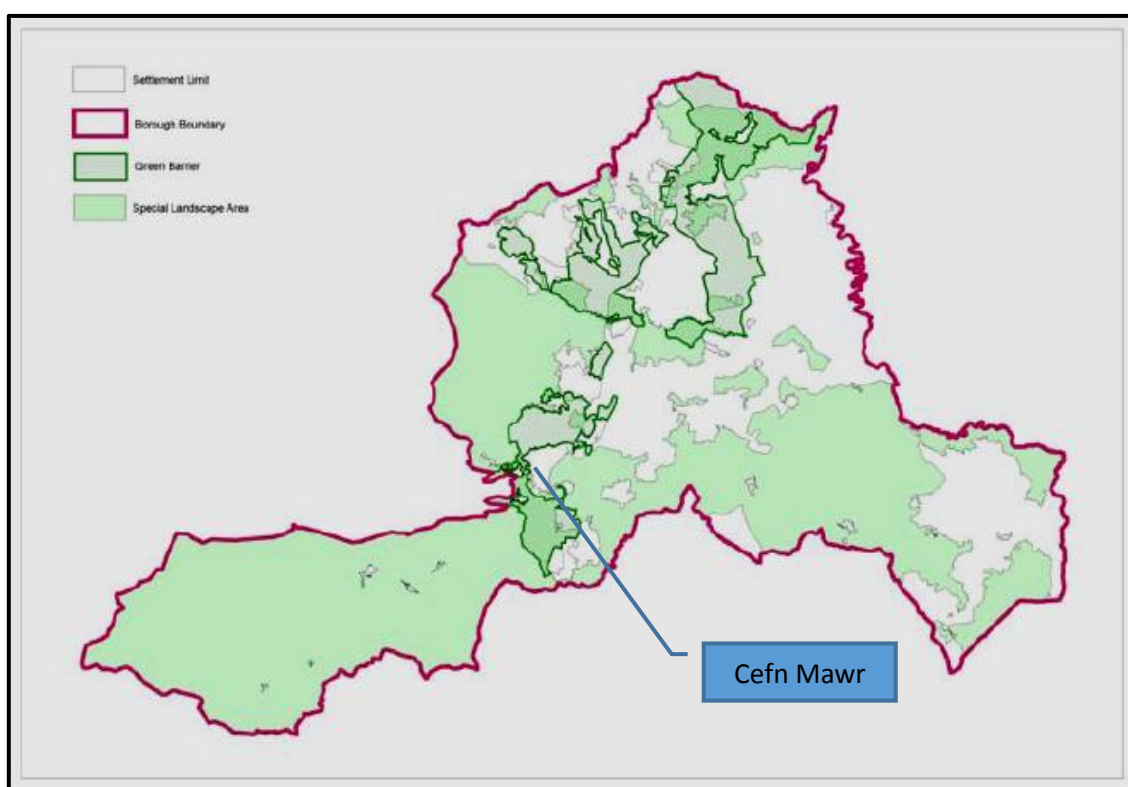 Settlement Limit
Borough Boundary
Green Barrier
Special Landscape Area
Cefn Mawr